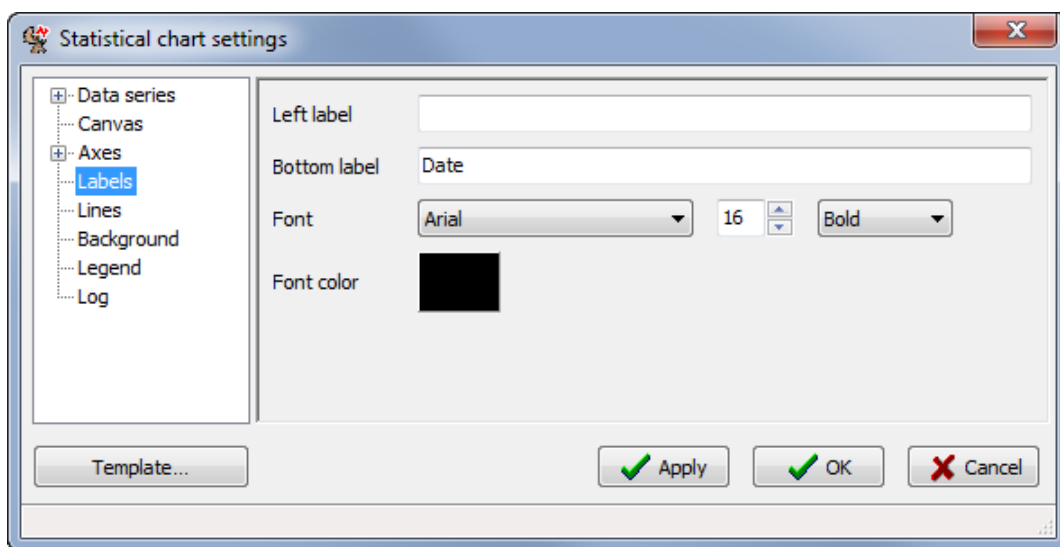 Statistical chart settings
Data series
Canvas
Axes
Labels
Lines
Background
Legend
Log
Left label
Bottom label Date
Font Arial 16 Bold
Font color
Template... Apply OK Cancel